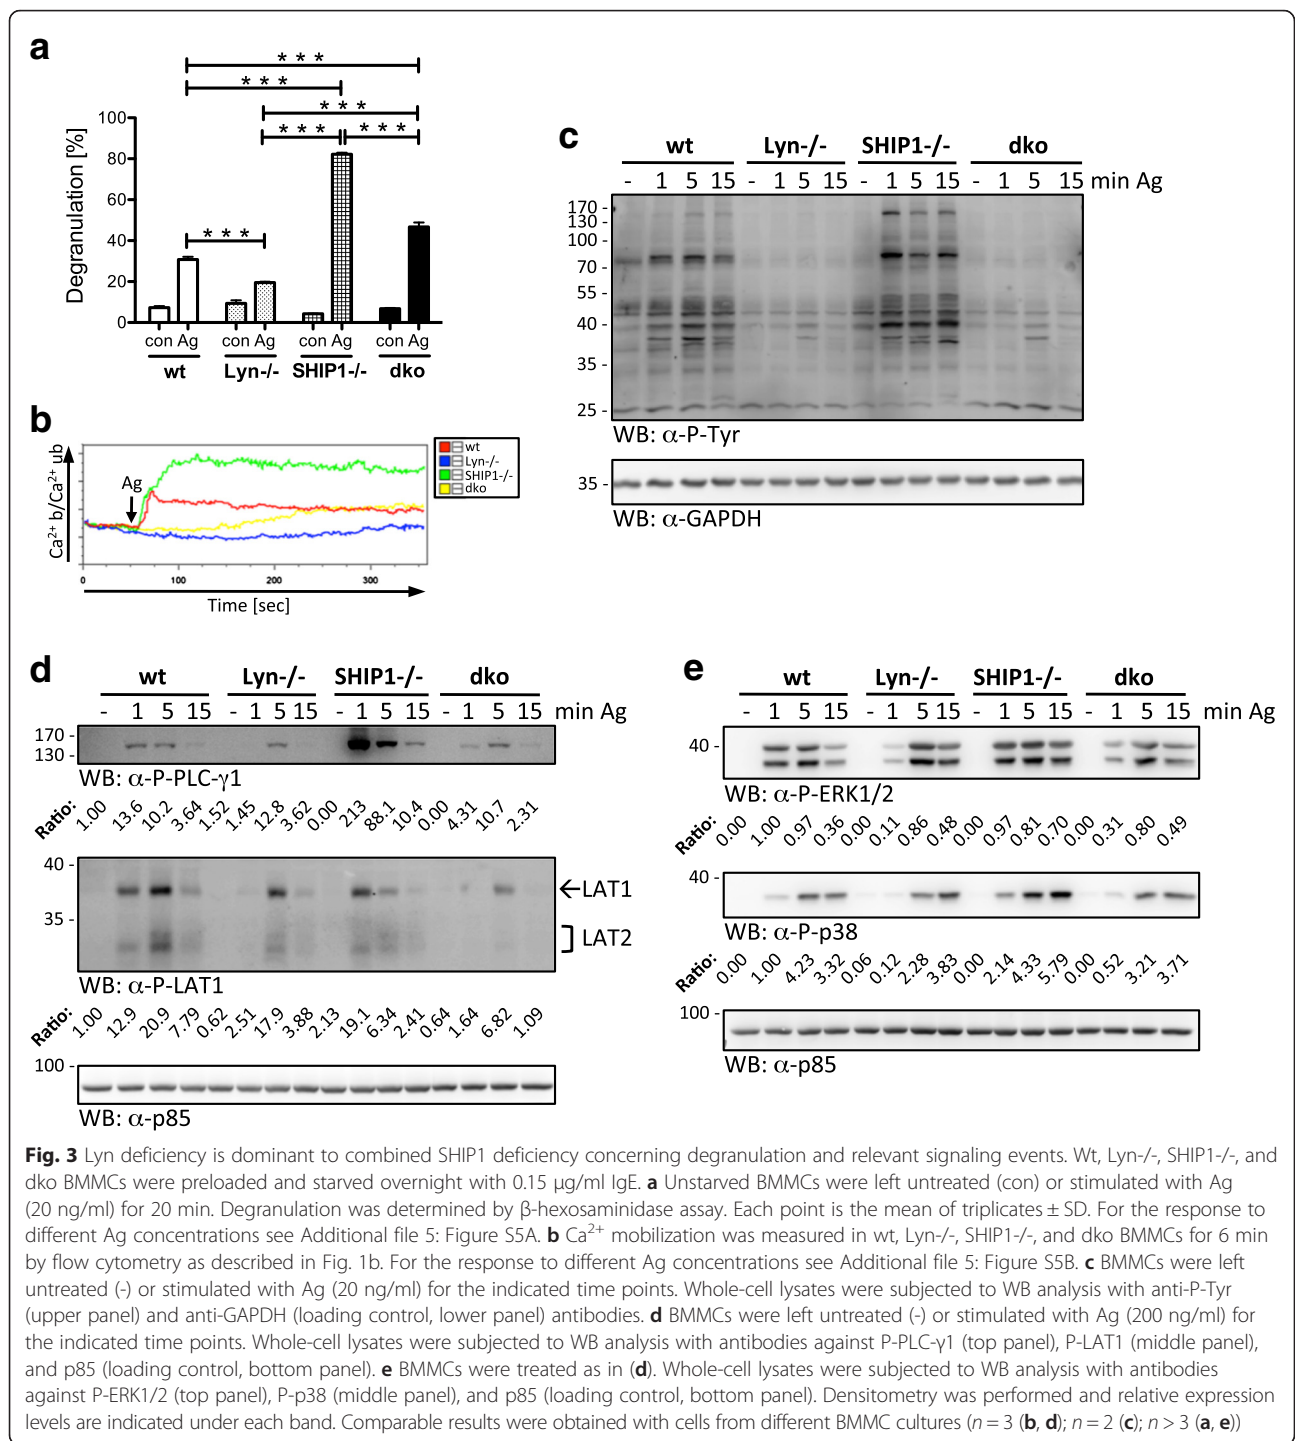 a
* * *
* * *
* * *
* * * * * *
* * *
Degranulation [%]
100
80
60
40
20
0
con Ag con Ag con Ag con Ag
wt Lyn-/- SHIP1-/- dko
b
Ca²⁺ b/Ca²⁺ ub
Ag
wt
Lyn-/-
SHIP1-/-
dko
0 100 200 300
Time [sec]
c
wt Lyn-/- SHIP1-/- dko
- 1 5 15 - 1 5 15 - 1 5 15 - 1 5 15 min Ag
170 -
130 -
100 -
70 -
55 -
40 -
35 -
25 -
WB: α-P-Tyr
35 -
WB: α-GAPDH
d
wt Lyn-/- SHIP1-/- dko
- 1 5 15 - 1 5 15 - 1 5 15 - 1 5 15 min Ag
170 -
130 -
WB: α-P-PLC-γ1
Ratio: 1.00 13.6 10.2 3.64 1.52 1.45 12.8 3.62 0.00 213 88.1 10.4 0.00 4.31 10.7 2.31
40 -
35 -
←LAT1
] LAT2
WB: α-P-LAT1
Ratio: 1.00 12.9 20.9 7.79 0.62 2.51 17.9 3.88 2.13 19.1 6.34 2.41 0.64 1.64 6.82 1.09
100 -
WB: α-p85
e
wt Lyn-/- SHIP1-/- dko
- 1 5 15 - 1 5 15 - 1 5 15 - 1 5 15 min Ag
40 -
WB: α-P-ERK1/2
Ratio: 0.00 1.00 0.97 0.36 0.00 0.11 0.86 0.48 0.00 0.97 0.81 0.70 0.00 0.31 0.80 0.49
40 -
WB: α-P-p38
Ratio: 0.00 1.00 4.23 3.32 0.06 0.12 2.28 3.83 0.00 2.14 4.33 5.79 0.00 0.52 3.21 3.71
100 -
WB: α-p85
Fig. 3 Lyn deficiency is dominant to combined SHIP1 deficiency concerning degranulation and relevant signaling events. Wt, Lyn-/-, SHIP1-/-, and
dko BMMCs were preloaded and starved overnight with 0.15 μg/ml IgE. a Unstarved BMMCs were left untreated (con) or stimulated with Ag
(20 ng/ml) for 20 min. Degranulation was determined by β-hexosaminidase assay. Each point is the mean of triplicates ± SD. For the response to
different Ag concentrations see Additional file 5: Figure S5A. b Ca²⁺ mobilization was measured in wt, Lyn-/-, SHIP1-/-, and dko BMMCs for 6 min
by flow cytometry as described in Fig. 1b. For the response to different Ag concentrations see Additional file 5: Figure S5B. c BMMCs were left
untreated (-) or stimulated with Ag (20 ng/ml) for the indicated time points. Whole-cell lysates were subjected to WB analysis with anti-P-Tyr
(upper panel) and anti-GAPDH (loading control, lower panel) antibodies. d BMMCs were left untreated (-) or stimulated with Ag (200 ng/ml) for
the indicated time points. Whole-cell lysates were subjected to WB analysis with antibodies against P-PLC-γ1 (top panel), P-LAT1 (middle panel),
and p85 (loading control, bottom panel). e BMMCs were treated as in (d). Whole-cell lysates were subjected to WB analysis with antibodies
against P-ERK1/2 (top panel), P-p38 (middle panel), and p85 (loading control, bottom panel). Densitometry was performed and relative expression
levels are indicated under each band. Comparable results were obtained with cells from different BMMC cultures (n = 3 (b, d); n = 2 (c); n > 3 (a, e))